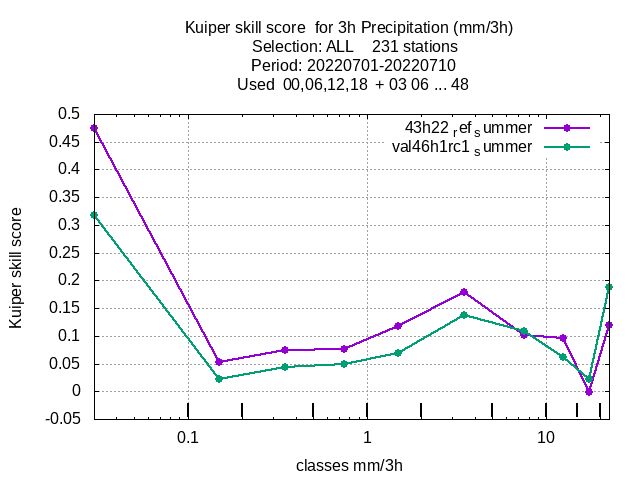 Kuiper skill score for 3h Precipitation (mm/3h)
Selection: ALL 231 stations
Period: 20220701-20220710
Used 00,06,12,18 + 03 06 ... 48
43h22 ref summer
val46h1rc1 summer
0.5
0.45
0.4
0.35
0.3
0.25
0.2
0.15
0.1
0.05
0
-0.05
Kuiper skill score
0.1 1 10
classes mm/3h